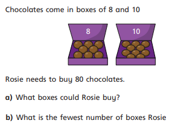 Chocolates come in boxes of 8 and 10
8 10
Rosie needs to buy 80 chocolates.
a) What boxes could Rosie buy?
b) What is the fewest number of boxes Rosie